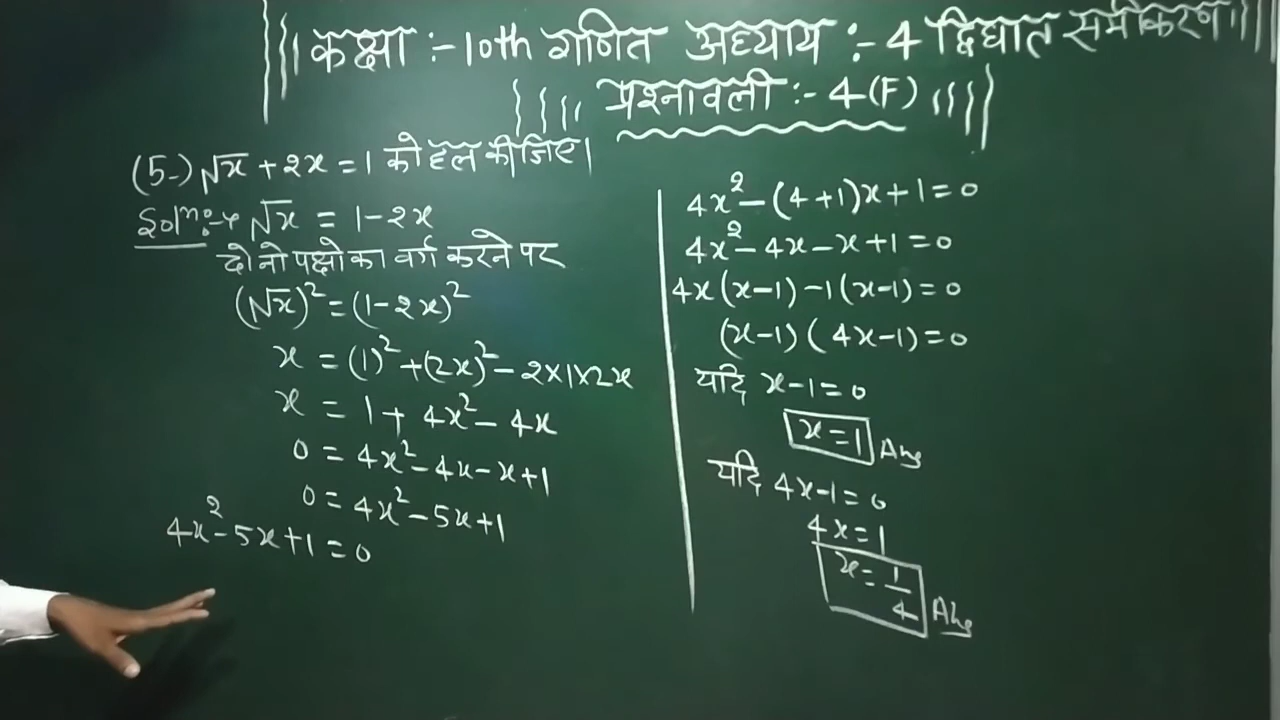 कक्षा :- 10th गणित अध्याय :- 4 द्विघात समीकरण
प्रश्नावली :- 4(F)
(5-) √x + 2x = 1 को हल कीजिए।
Solnº:- √x = 1 - 2x
दोनो पक्षो का वर्ग करने पर
(√x)² = (1 - 2x)²
x = (1)² + (2x)² - 2×1×2x
x = 1 + 4x² - 4x
0 = 4x² - 4x - x + 1
0 = 4x² - 5x + 1
4x² - 5x + 1 = 0
4x² - (4+1)x + 1 = 0
4x² - 4x - x + 1 = 0
4x(x-1) - 1(x-1) = 0
(x-1)(4x-1) = 0
यदि x-1 = 0
x = 1 Ans
यदि 4x-1 = 0
4x = 1
x = 1/4 Ans